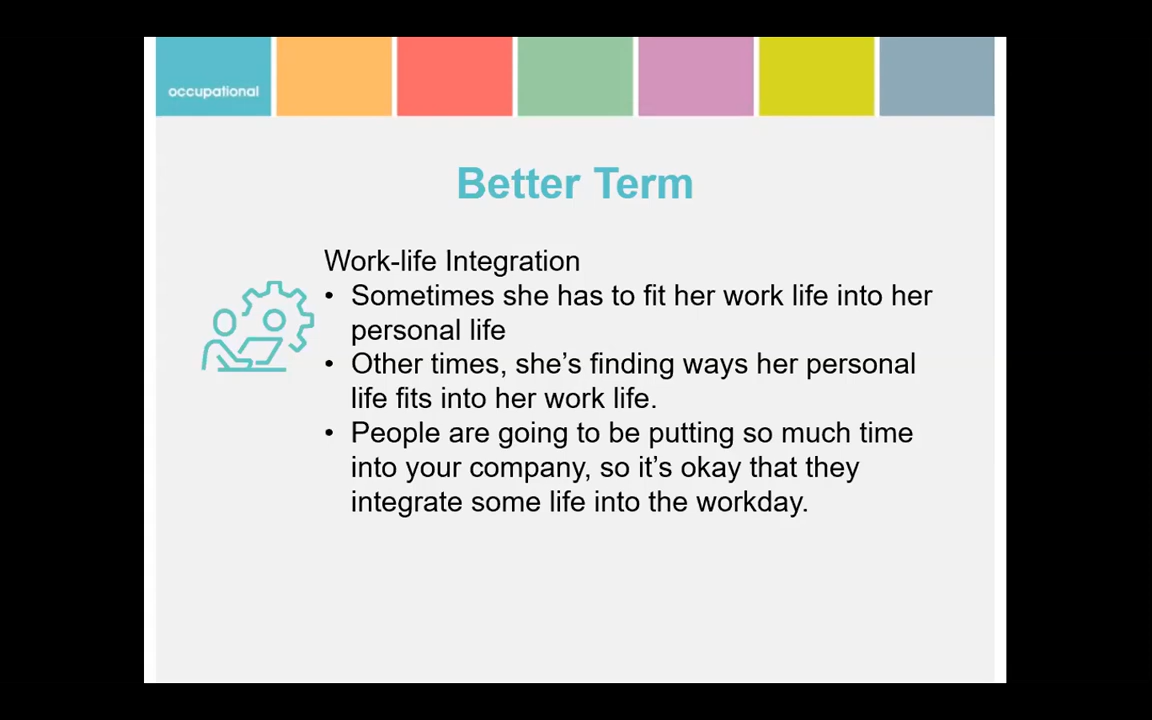 occupational
Better Term
Work-life Integration
• Sometimes she has to fit her work life into her
personal life
• Other times, she’s finding ways her personal
life fits into her work life.
• People are going to be putting so much time
into your company, so it’s okay that they
integrate some life into the workday.